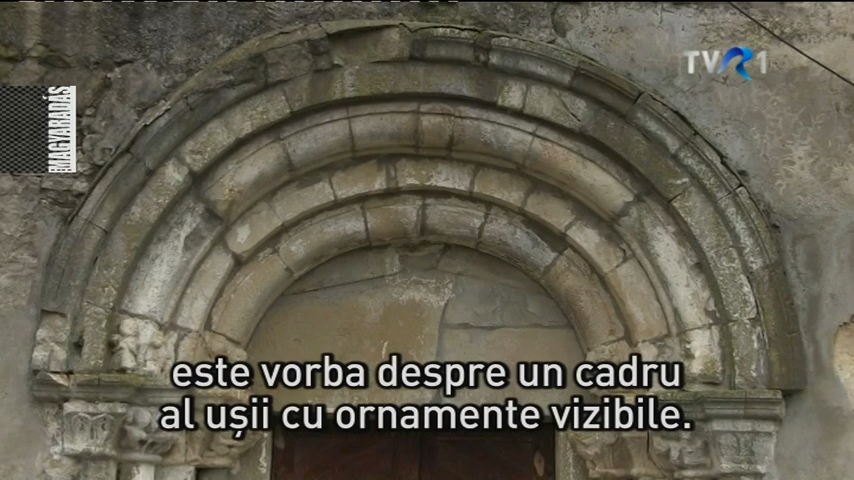 TVR1
MAGYARADÁS
este vorba despre un cadru
al ușii cu ornamente vizibile.